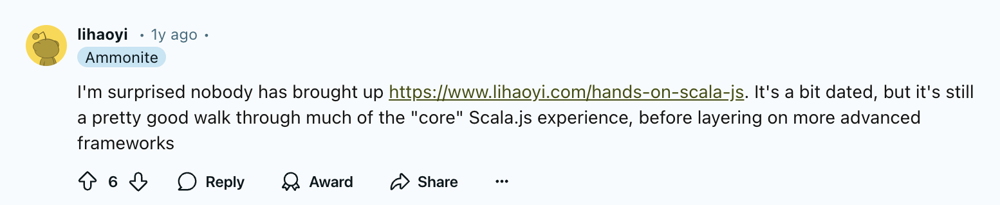 lihaoyi • 1y ago •
Ammonite
I'm surprised nobody has brought up https://www.lihaoyi.com/hands-on-scala-js. It's a bit dated, but it's still
a pretty good walk through much of the "core" Scala.js experience, before layering on more advanced
frameworks
6 Reply Award Share ···